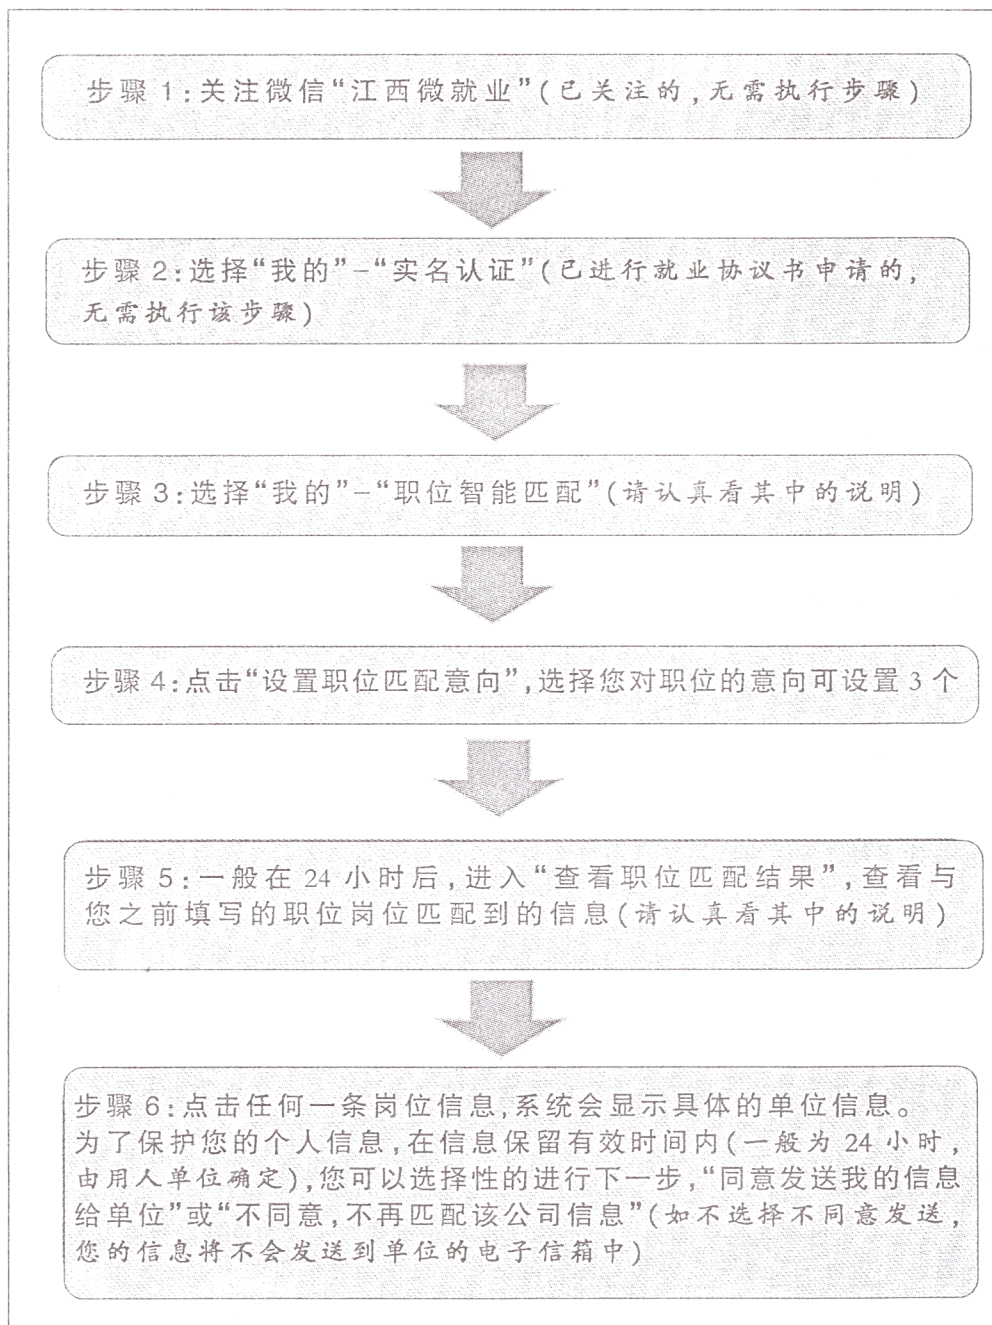 步骤 1:关注微信“江西微就业”(已关注的,无需执行步骤)
步骤 2:选择“我的”-“实名认证”(已进行就业协议书申请的,
无需执行该步骤)
步骤 3:选择“我的”-“职位智能匹配”(请认真看其中的说明)
步骤 4:点击“设置职位匹配意向”,选择您对职位的意向可设置 3 个
步骤 5:一般在 24 小时后,进入“查看职位匹配结果”,查看与
您之前填写的职位岗位匹配到的信息(请认真看其中的说明)
步骤 6:点击任何一条岗位信息,系统会显示具体的单位信息。
为了保护您的个人信息,在信息保留有效时间内(一般为 24 小时,
由用人单位确定),您可以选择性的进行下一步,“同意发送我的信息
给单位”或“不同意,不再匹配该公司信息”(如不选择不同意发送,
您的信息将不会发送到单位的电子信箱中)